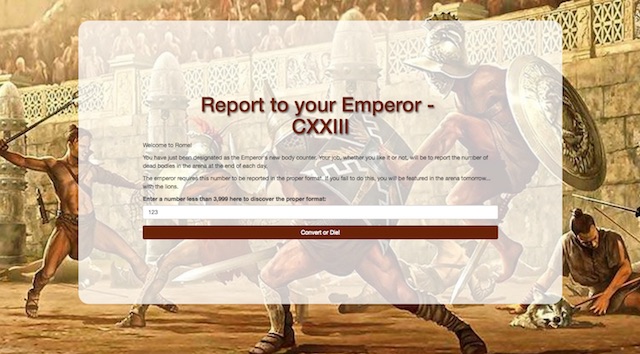 Report to your Emperor -
CXXIII
Welcome to Rome!
You have just been designated as the Emperor's new body counter. Your job, whether you like it or not, will be to report the number of
dead bodies in the arena at the end of each day.
The emperor requires this number to be reported in the proper format. If you fail to do this, you will be featured in the arena tomorrow...
with the lions.
Enter a number less than 3,999 here to discover the proper format:
123
Convert or Die!